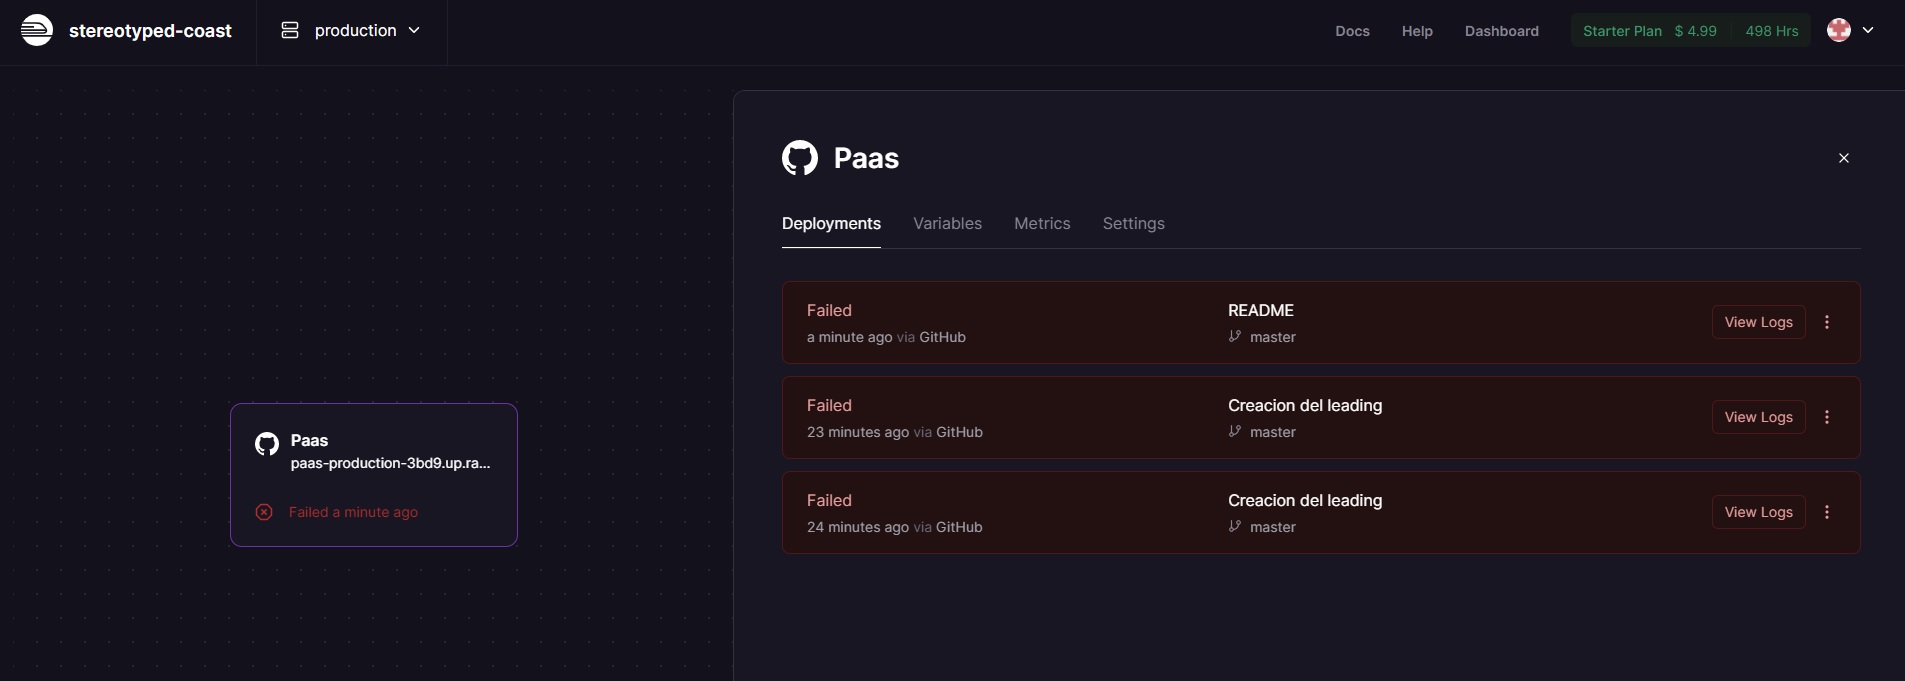 stereotyped-coast
production
Docs
Help
Dashboard
Starter Plan $ 4.99 498 Hrs
Paas
paas-production-3bd9.up.ra...
Failed a minute ago
Paas
Deployments
Variables
Metrics
Settings
Failed
a minute ago via GitHub
README
master
View Logs
Failed
23 minutes ago via GitHub
Creacion del leading
master
View Logs
Failed
24 minutes ago via GitHub
Creacion del leading
master
View Logs